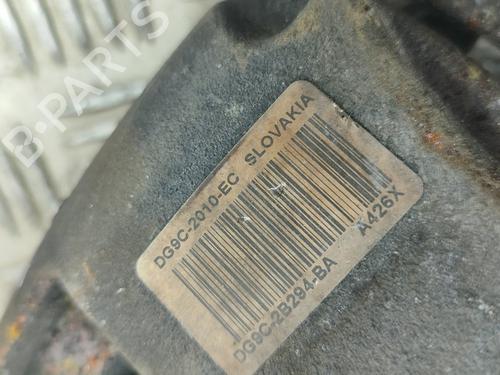 B-PARTS
DG9C-2010-EC SLOVAKIA
DG9C-2B294-BA A426X